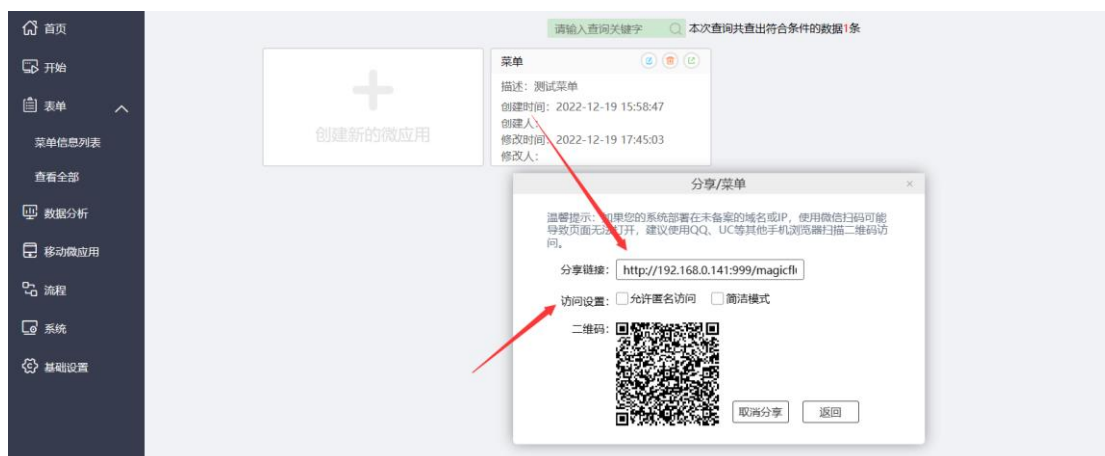 首页
开始
表单
菜单信息列表
查看全部
数据分析
移动微应用
流程
系统
基础设置
请输入查询关键字
本次查询共查出符合条件的数据1条
创建新的微应用
菜单
描述：测试菜单
创建时间：2022-12-19 15:58:47
创建人：
修改时间：2022-12-19 17:45:03
修改人：
分享/菜单
温馨提示：如果您的系统部署在未备案的域名或IP，使用微信扫码可能
导致页面无法打开，建议使用QQ、UC等其他手机浏览器扫描二维码访
问。
分享链接：http://192.168.0.141:999/magicfl
访问设置：允许匿名访问 简洁模式
二维码：
取消分享 返回